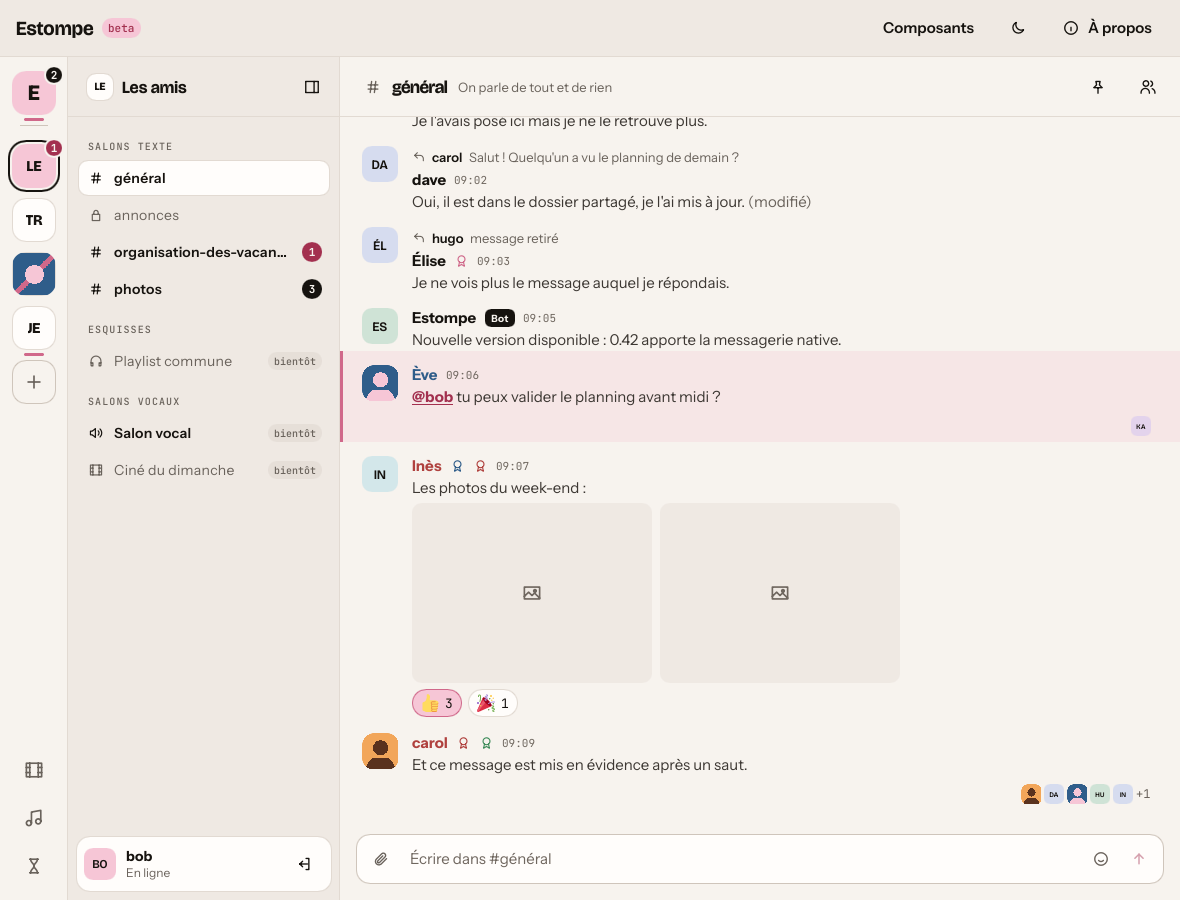 Estompe beta
Composants
À propos
E 2
LE 1
TR
JE
LE Les amis
SALONS TEXTE
# général
annonces
# organisation-des-vacan... 1
# photos 3
ESQUISSES
Playlist commune bientôt
SALONS VOCAUX
Salon vocal bientôt
Ciné du dimanche bientôt
BO bob
En ligne
# général On parle de tout et de rien
Je l'avais posé ici mais je ne le retrouve plus.
DA
carol Salut ! Quelqu'un a vu le planning de demain ?
dave 09:02
Oui, il est dans le dossier partagé, je l'ai mis à jour. (modifié)
ÉL
hugo message retiré
Élise 09:03
Je ne vois plus le message auquel je répondais.
ES
Estompe Bot 09:05
Nouvelle version disponible : 0.42 apporte la messagerie native.
Ève 09:06
@bob tu peux valider le planning avant midi ?
KA
IN
Inès 09:07
Les photos du week-end :
👍 3 🎉 1
carol 09:09
Et ce message est mis en évidence après un saut.
DA HU IN +1
Écrire dans #général